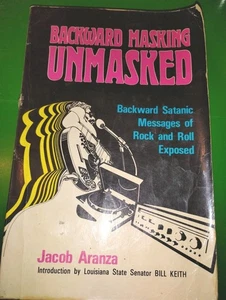 BACKWARD MASKING
UNMASKED
Backward Satanic
Messages of
Rock and Roll
Exposed
Jacob Aranza
Introduction by Louisiana State Senator BILL KEITH